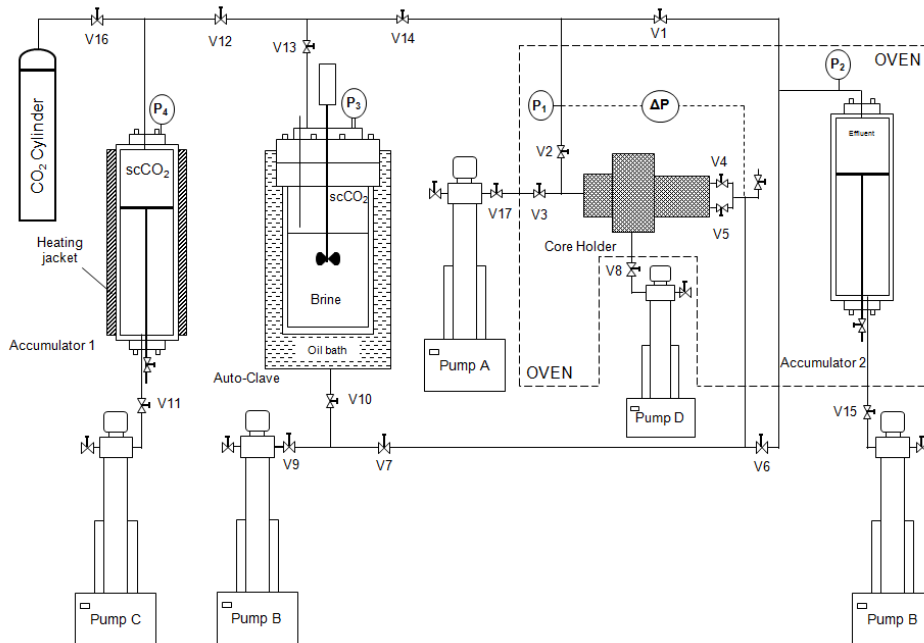 V16
V12
V13
V14
V1
OVEN
OVEN
P2
P4
P3
P1
ΔP
CO2 Cylinder
scCO2
scCO2
Effluent
V2
V4
V17
V3
V5
Heating
jacket
Core Holder
V8
Brine
Oil bath
Accumulator 1
Auto-Clave
Pump A
OVEN
Accumulator 2
V11
V10
V15
Pump D
V9
V7
V6
Pump C
Pump B
Pump B